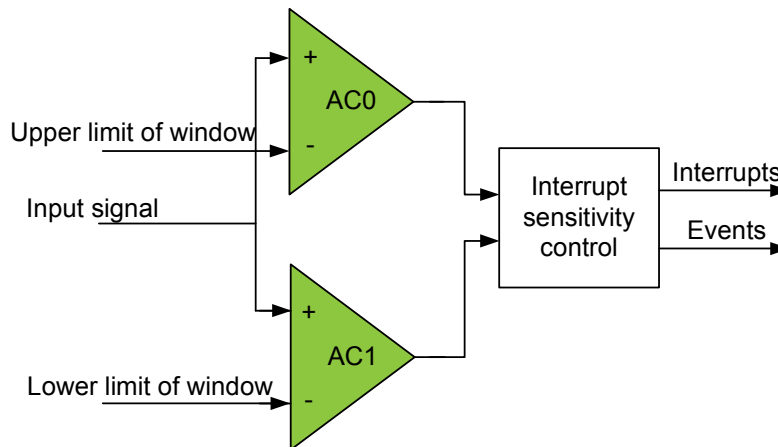 +
AC0
-
Upper limit of window
Input signal
Interrupt
sensitivity
control
Interrupts
Events
+
AC1
-
Lower limit of window